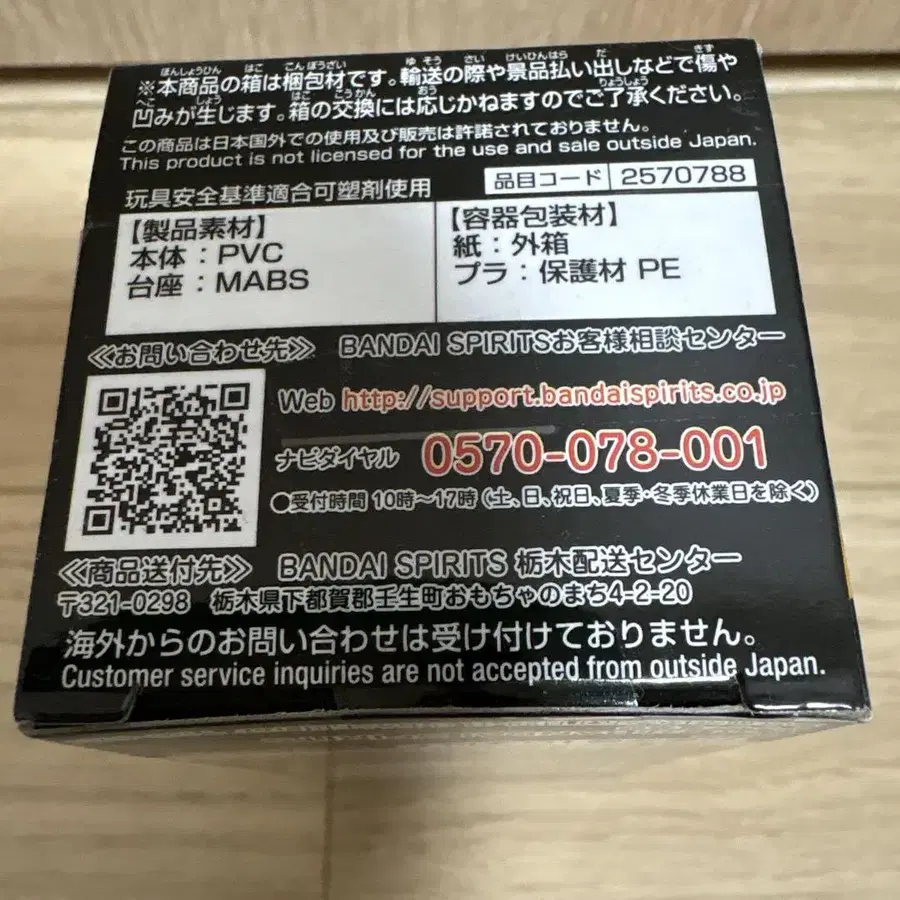 ※本商品の箱は梱包材です。輸送の際や景品払い出しなどで傷や
凹みが生じます。箱の交換には応じかねますのでご了承ください。
この商品は日本国外での使用及び販売は許諾されておりません。
This product is not licensed for the use and sale outside Japan.
玩具安全基準適合可塑剤使用
品目コード 2570788
【製品素材】
本体：PVC
台座：MABS
【容器包装材】
紙：外箱
プラ：保護材 PE
≪お問い合わせ先≫ BANDAI SPIRITSお客様相談センター
Web http://support.bandaispirits.co.jp
ナビダイヤル 0570-078-001
●受付時間 10時～17時（土、日、祝日、夏季・冬季休業日を除く）
≪商品送付先≫ BANDAI SPIRITS 栃木配送センター
〒321-0298 栃木県下都賀郡壬生町おもちゃのまち4-2-20
海外からのお問い合わせは受け付けておりません。
Customer service inquiries are not accepted from outside Japan.